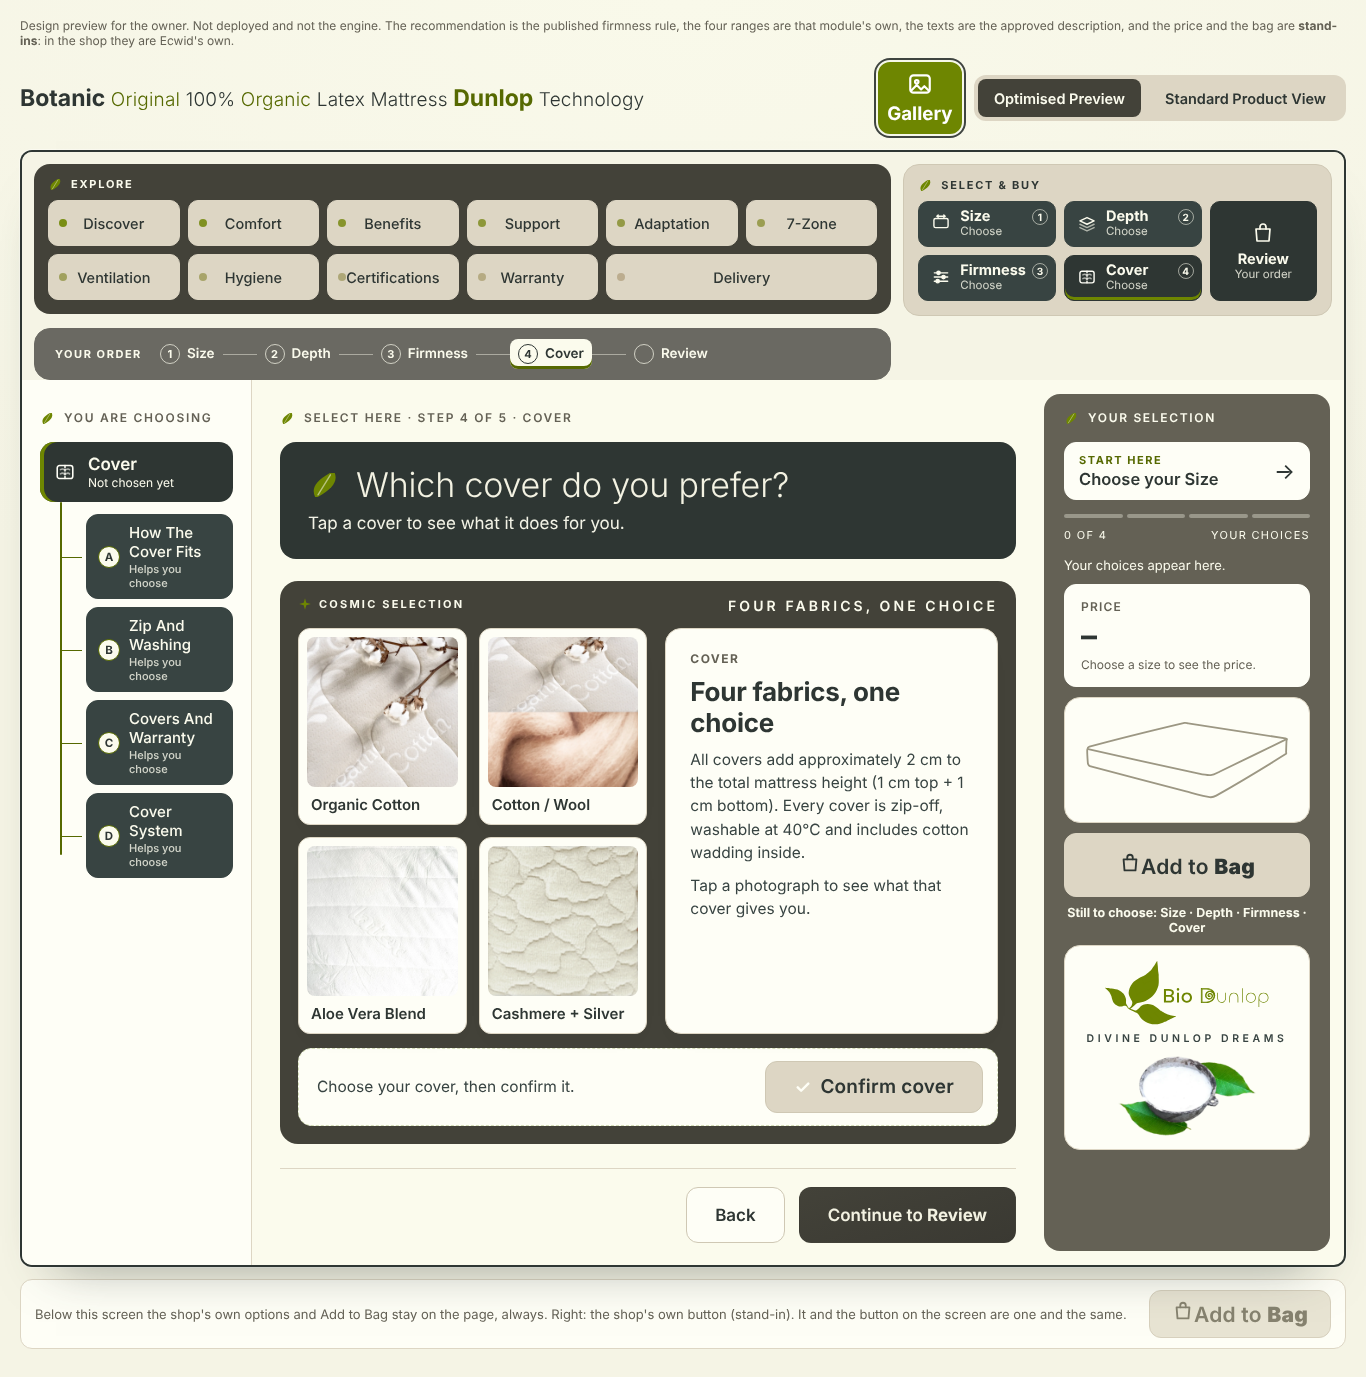 Design preview for the owner. Not deployed and not the engine. The recommendation is the published firmness rule, the four ranges are that module's own, the texts are the approved description, and the price and the bag are stand-
ins: in the shop they are Ecwid's own.
Botanic Original 100% Organic Latex Mattress Dunlop Technology
Gallery
Optimised Preview
Standard Product View
EXPLORE
Discover
Comfort
Benefits
Support
Adaptation
7-Zone
Ventilation
Hygiene
Certifications
Warranty
Delivery
SELECT & BUY
Size
Choose
1
Depth
Choose
2
Firmness
Choose
3
Cover
Choose
4
Review
Your order
YOUR ORDER
1 Size
2 Depth
3 Firmness
4 Cover
Review
YOU ARE CHOOSING
Cover
Not chosen yet
A
How The
Cover Fits
Helps you
choose
B
Zip And
Washing
Helps you
choose
C
Covers And
Warranty
Helps you
choose
D
Cover
System
Helps you
choose
SELECT HERE · STEP 4 OF 5 · COVER
Which cover do you prefer?
Tap a cover to see what it does for you.
COSMIC SELECTION
FOUR FABRICS, ONE CHOICE
Organic Cotton
Cotton / Wool
Aloe Vera Blend
Cashmere + Silver
COVER
Four fabrics, one
choice
All covers add approximately 2 cm to
the total mattress height (1 cm top + 1
cm bottom). Every cover is zip-off,
washable at 40°C and includes cotton
wadding inside.
Tap a photograph to see what that
cover gives you.
Choose your cover, then confirm it.
Confirm cover
Back
Continue to Review
YOUR SELECTION
START HERE
Choose your Size
0 OF 4
YOUR CHOICES
Your choices appear here.
PRICE
–
Choose a size to see the price.
Add to Bag
Still to choose: Size · Depth · Firmness ·
Cover
Bio Dunlop
DIVINE DUNLOP DREAMS
Below this screen the shop's own options and Add to Bag stay on the page, always. Right: the shop's own button (stand-in). It and the button on the screen are one and the same.
Add to Bag